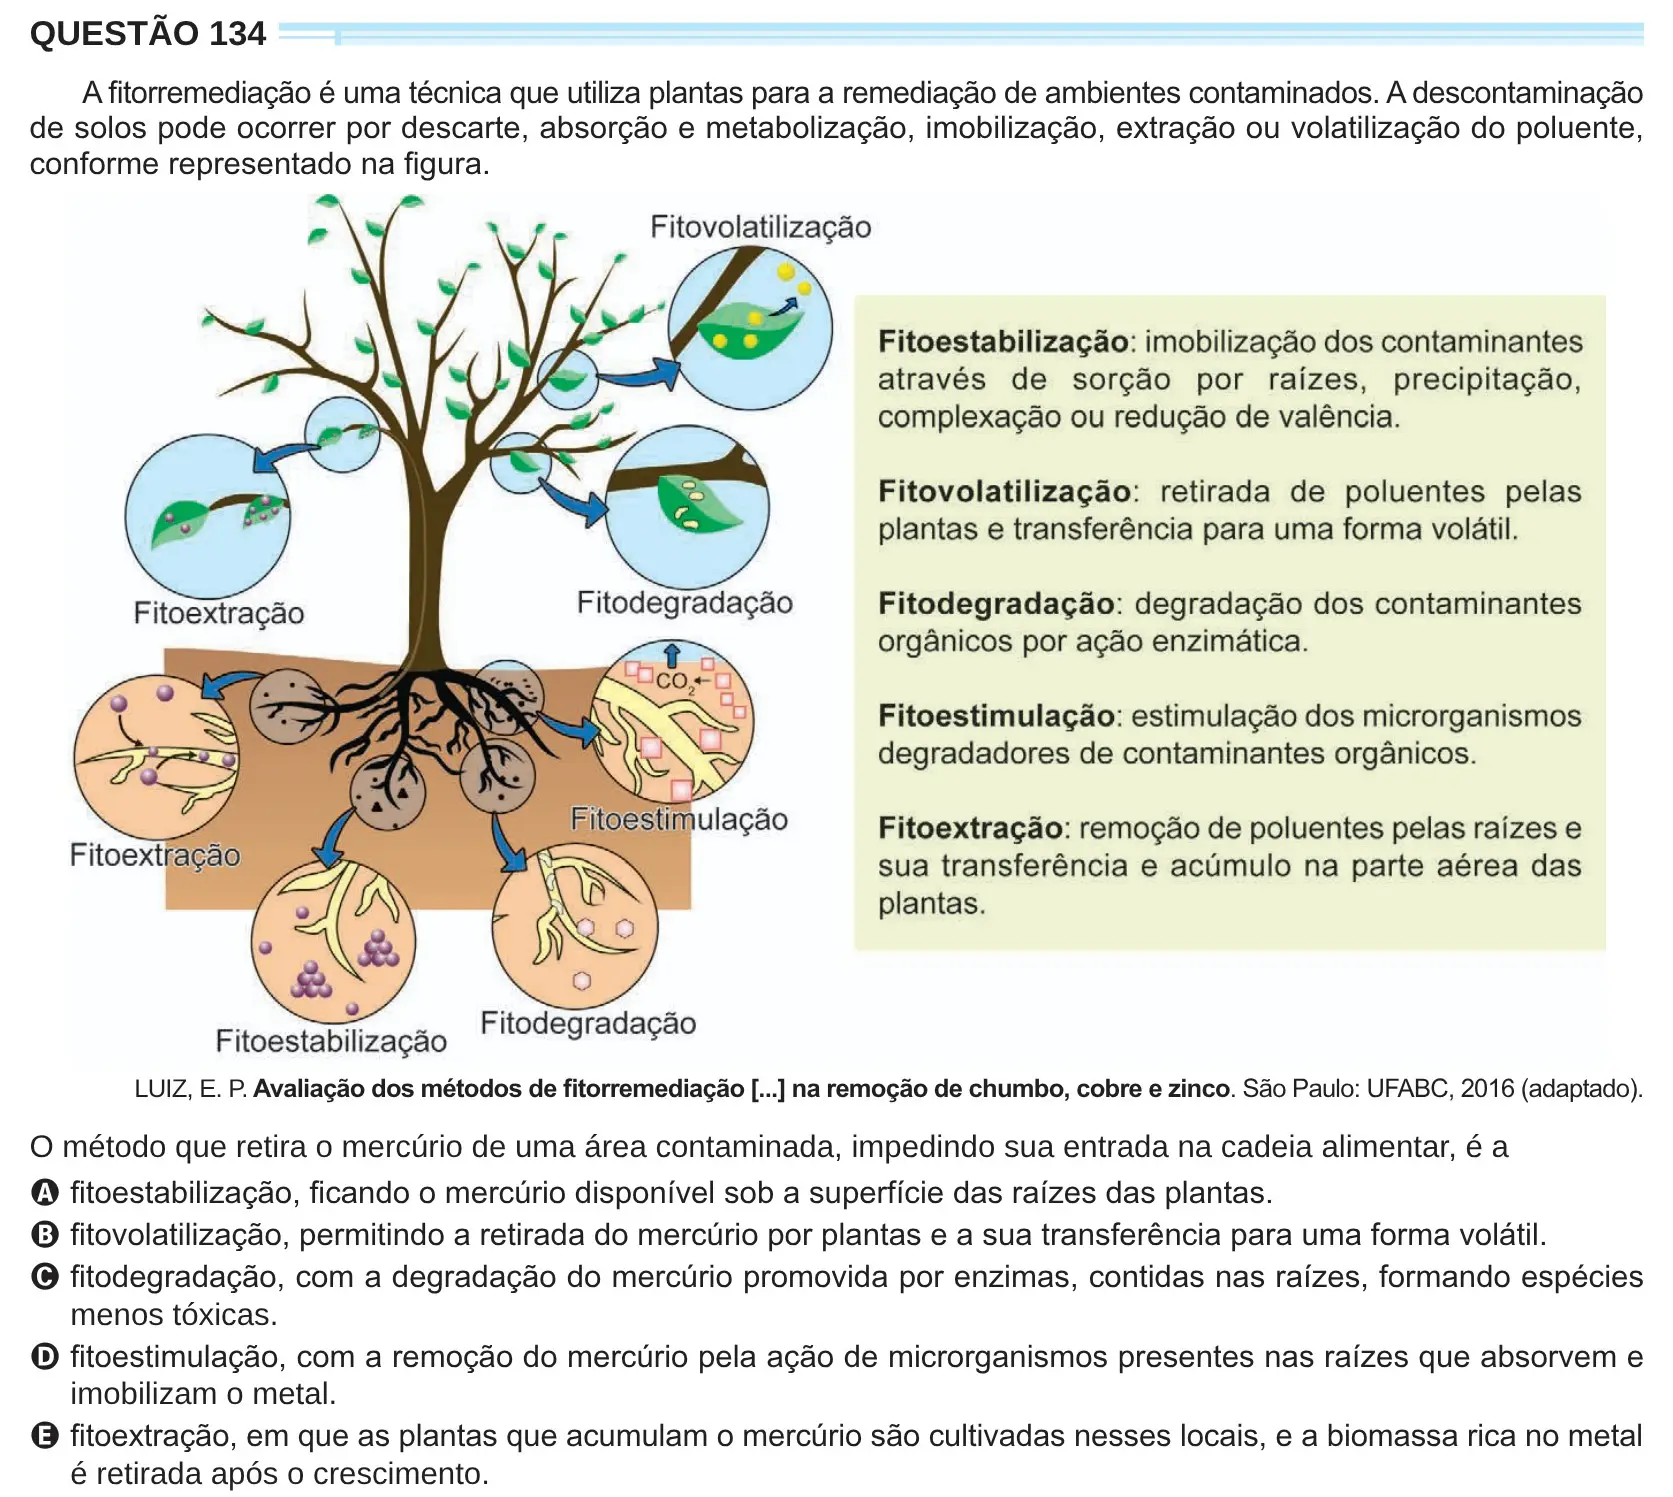 QUESTÃO 134
A fitorremediação é uma técnica que utiliza plantas para a remediação de ambientes contaminados. A descontaminação
de solos pode ocorrer por descarte, absorção e metabolização, imobilização, extração ou volatilização do poluente,
conforme representado na figura.
Fitovolatilização
Fitoextração
Fitodegradação
CO2
Fitoestimulação
Fitoextração
Fitoestabilização
Fitodegradação
Fitoestabilização: imobilização dos contaminantes
através de sorção por raízes, precipitação,
complexação ou redução de valência.
Fitovolatilização: retirada de poluentes pelas
plantas e transferência para uma forma volátil.
Fitodegradação: degradação dos contaminantes
orgânicos por ação enzimática.
Fitoestimulação: estimulação dos microrganismos
degradadores de contaminantes orgânicos.
Fitoextração: remoção de poluentes pelas raízes e
sua transferência e acúmulo na parte aérea das
plantas.
LUIZ, E. P. Avaliação dos métodos de fitorremediação [...] na remoção de chumbo, cobre e zinco. São Paulo: UFABC, 2016 (adaptado).
O método que retira o mercúrio de uma área contaminada, impedindo sua entrada na cadeia alimentar, é a
A fitoestabilização, ficando o mercúrio disponível sob a superfície das raízes das plantas.
B fitovolatilização, permitindo a retirada do mercúrio por plantas e a sua transferência para uma forma volátil.
C fitodegradação, com a degradação do mercúrio promovida por enzimas, contidas nas raízes, formando espécies
menos tóxicas.
D fitoestimulação, com a remoção do mercúrio pela ação de microrganismos presentes nas raízes que absorvem e
imobilizam o metal.
E fitoextração, em que as plantas que acumulam o mercúrio são cultivadas nesses locais, e a biomassa rica no metal
é retirada após o crescimento.